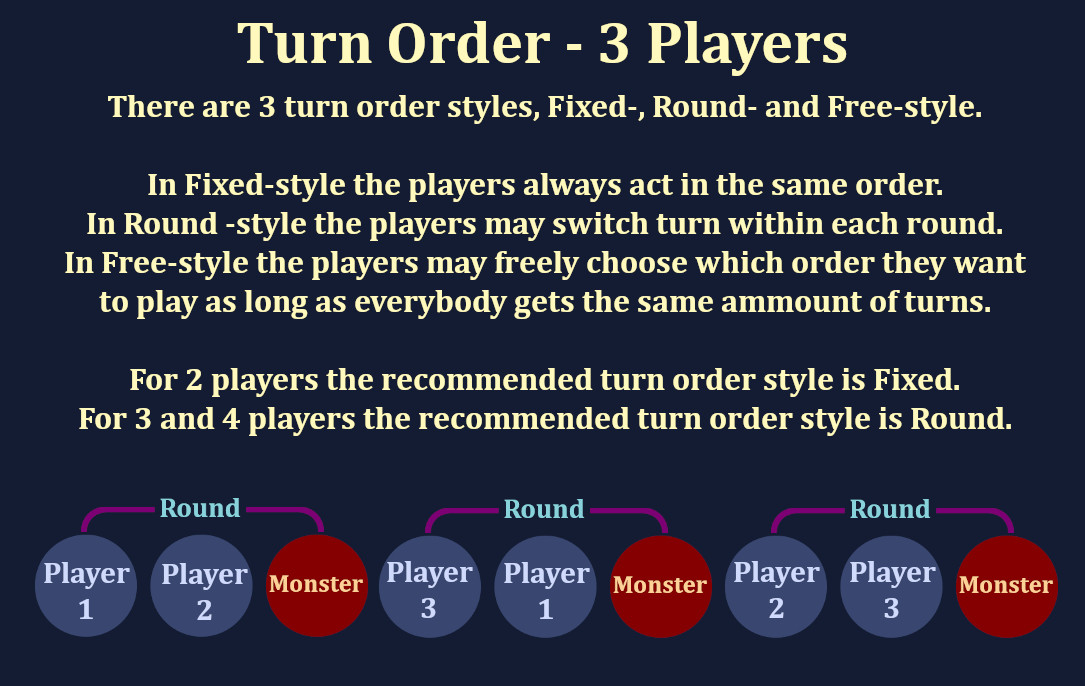 Turn Order - 3 Players
There are 3 turn order styles, Fixed-, Round- and Free-style.
In Fixed-style the players always act in the same order.
In Round -style the players may switch turn within each round.
In Free-style the players may freely choose which order they want
to play as long as everybody gets the same ammount of turns.
For 2 players the recommended turn order style is Fixed.
For 3 and 4 players the recommended turn order style is Round.
Round
Round
Round
Player
1
Player
2
Monster
Player
3
Player
1
Monster
Player
2
Player
3
Monster